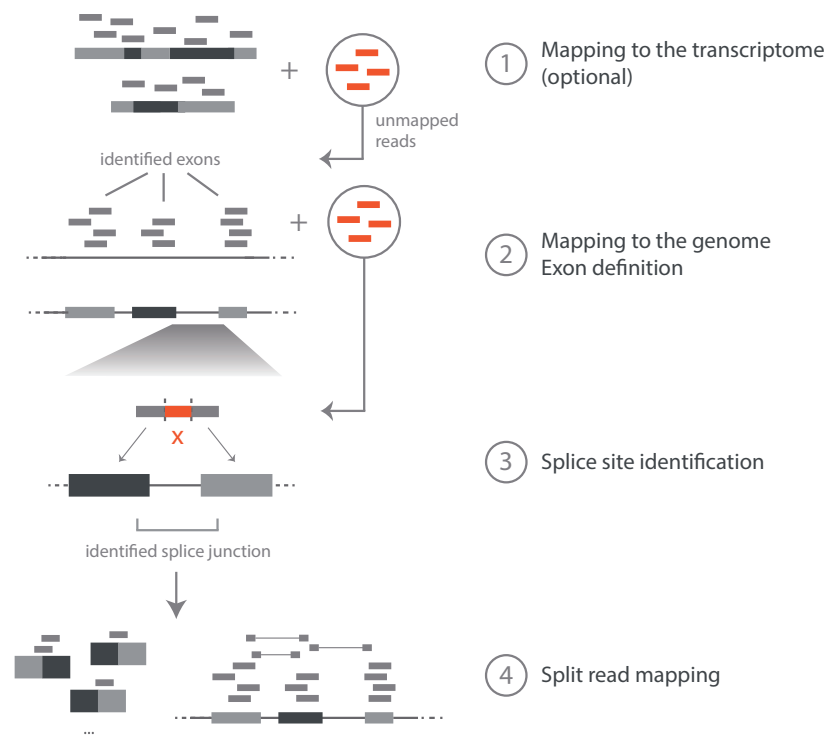 +
1
Mapping to the transcriptome
(optional)
unmapped
reads
identified exons
+
2
Mapping to the genome
Exon definition
X
3
Splice site identification
identified splice junction
4
Split read mapping
...